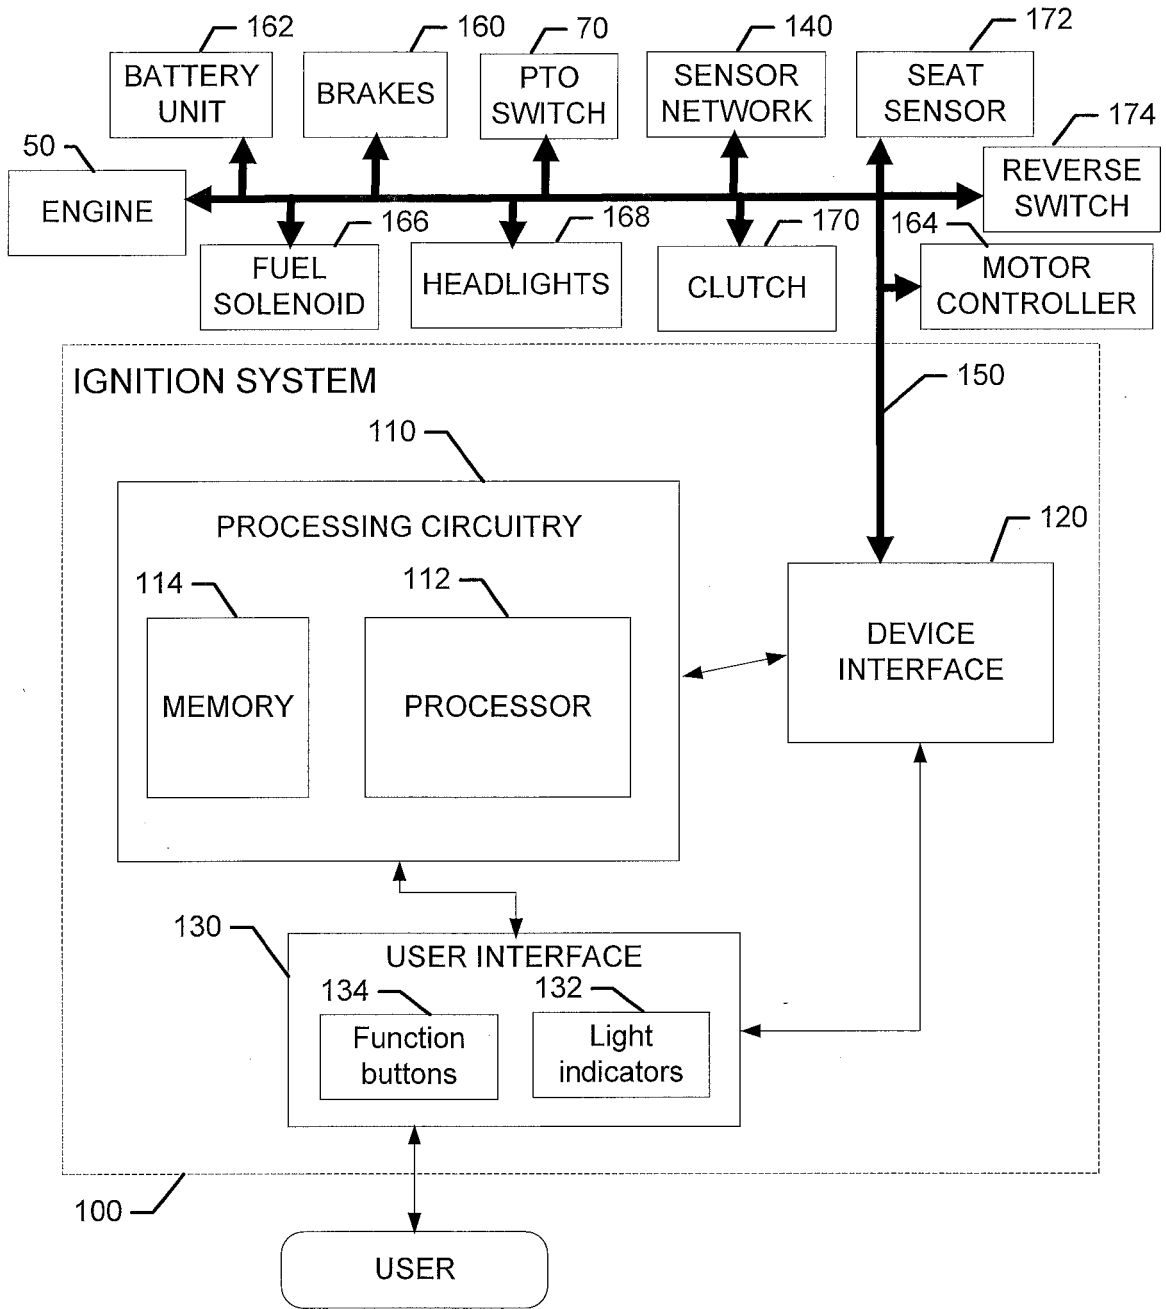 162
160
70
140
172
BATTERY
UNIT
BRAKES
PTO
SWITCH
SENSOR
NETWORK
SEAT
SENSOR
174
50
ENGINE
REVERSE
SWITCH
166
168
170
164
FUEL
SOLENOID
HEADLIGHTS
CLUTCH
MOTOR
CONTROLLER
IGNITION SYSTEM
150
110
PROCESSING CIRCUITRY
120
114
112
DEVICE
INTERFACE
MEMORY
PROCESSOR
130
USER INTERFACE
134
132
Function
buttons
Light
indicators
100
USER